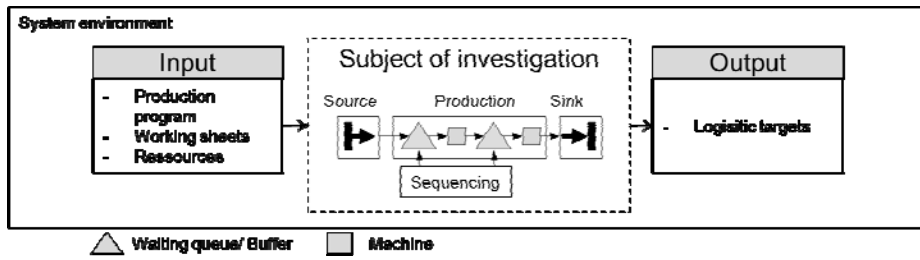 System environment
Input
- Production
program
- Working sheets
- Ressources
Subject of investigation
Source Production Sink
Sequencing
Output
- Logisitic targets
Waiting queue/ Buffer
Machine